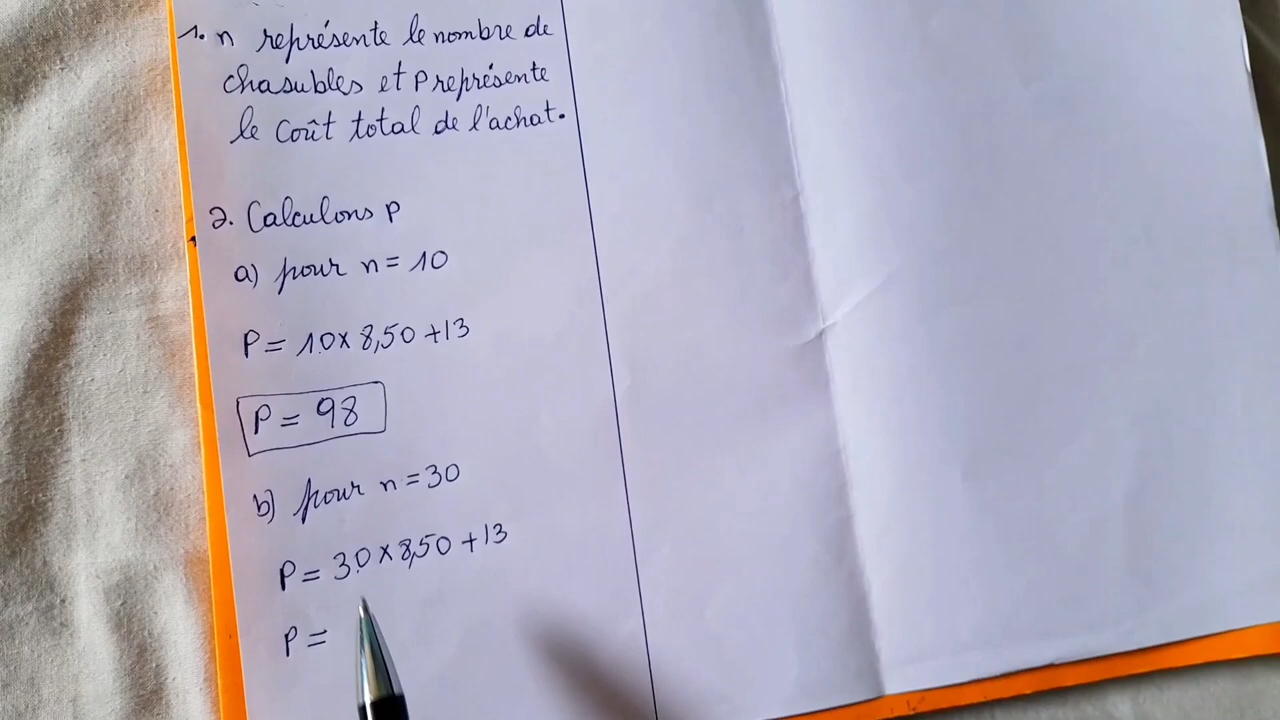 1. n représente le nombre de
chasubles et P représente
le coût total de l'achat.
2. Calculons P
a) pour n = 10
P = 10 × 8,50 + 13
P = 98
b) pour n = 30
P = 30 × 8,50 + 13
P =